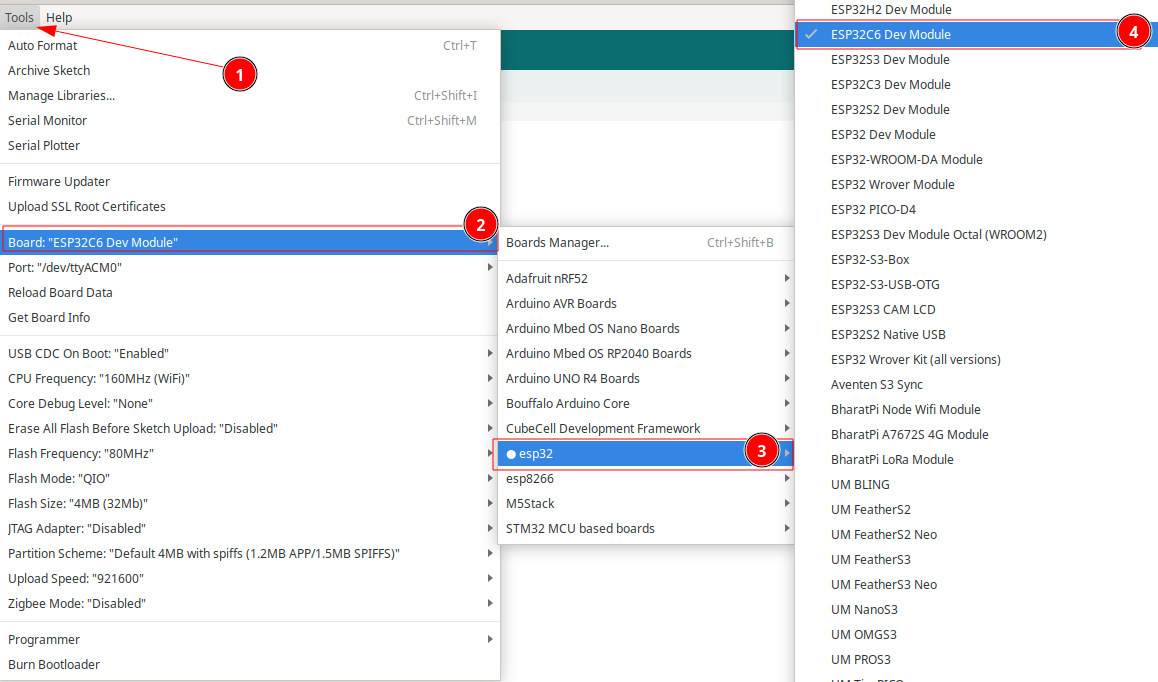 Tools Help
1
Auto Format Ctrl+T
Archive Sketch
Manage Libraries... Ctrl+Shift+I
Serial Monitor Ctrl+Shift+M
Serial Plotter
Firmware Updater
Upload SSL Root Certificates
2
Board: "ESP32C6 Dev Module"
Port: "/dev/ttyACM0"
Reload Board Data
Get Board Info
USB CDC On Boot: "Enabled"
CPU Frequency: "160MHz (WiFi)"
Core Debug Level: "None"
Erase All Flash Before Sketch Upload: "Disabled"
Flash Frequency: "80MHz"
Flash Mode: "QIO"
Flash Size: "4MB (32Mb)"
JTAG Adapter: "Disabled"
Partition Scheme: "Default 4MB with spiffs (1.2MB APP/1.5MB SPIFFS)"
Upload Speed: "921600"
Zigbee Mode: "Disabled"
Programmer
Burn Bootloader
Boards Manager... Ctrl+Shift+B
Adafruit nRF52
Arduino AVR Boards
Arduino Mbed OS Nano Boards
Arduino Mbed OS RP2040 Boards
Arduino UNO R4 Boards
Bouffalo Arduino Core
CubeCell Development Framework
esp32
3
esp8266
M5Stack
STM32 MCU based boards
ESP32H2 Dev Module
ESP32C6 Dev Module
4
ESP32S3 Dev Module
ESP32C3 Dev Module
ESP32S2 Dev Module
ESP32 Dev Module
ESP32-WROOM-DA Module
ESP32 Wrover Module
ESP32 PICO-D4
ESP32S3 Dev Module Octal (WROOM2)
ESP32-S3-Box
ESP32-S3-USB-OTG
ESP32S3 CAM LCD
ESP32S2 Native USB
ESP32 Wrover Kit (all versions)
Aventen S3 Sync
BharatPi Node Wifi Module
BharatPi A7672S 4G Module
BharatPi LoRa Module
UM BLING
UM FeatherS2
UM FeatherS2 Neo
UM FeatherS3
UM FeatherS3 Neo
UM NanoS3
UM OMGS3
UM PROS3